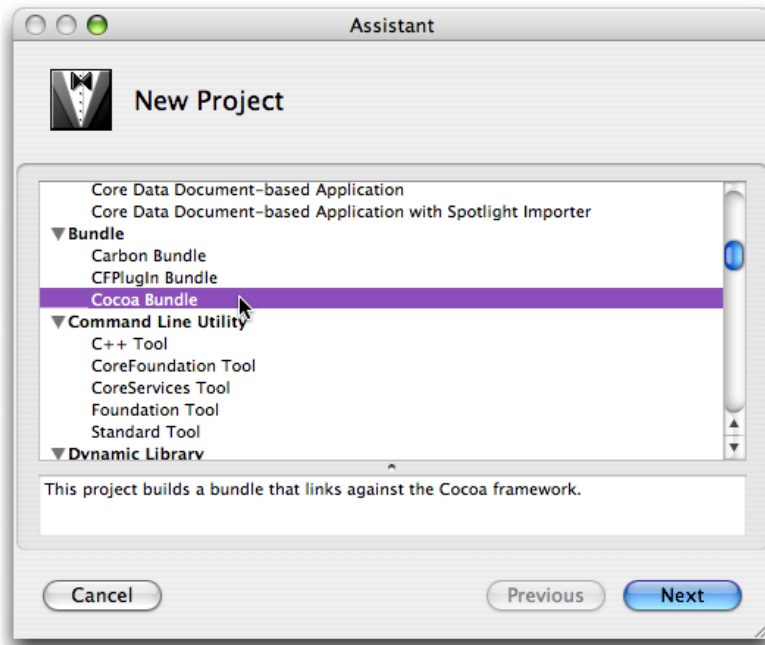 Assistant
New Project
Core Data Document-based Application
Core Data Document-based Application with Spotlight Importer
Bundle
Carbon Bundle
CFPlugIn Bundle
Cocoa Bundle
Command Line Utility
C++ Tool
CoreFoundation Tool
CoreServices Tool
Foundation Tool
Standard Tool
Dynamic Library
This project builds a bundle that links against the Cocoa framework.
Cancel Previous Next